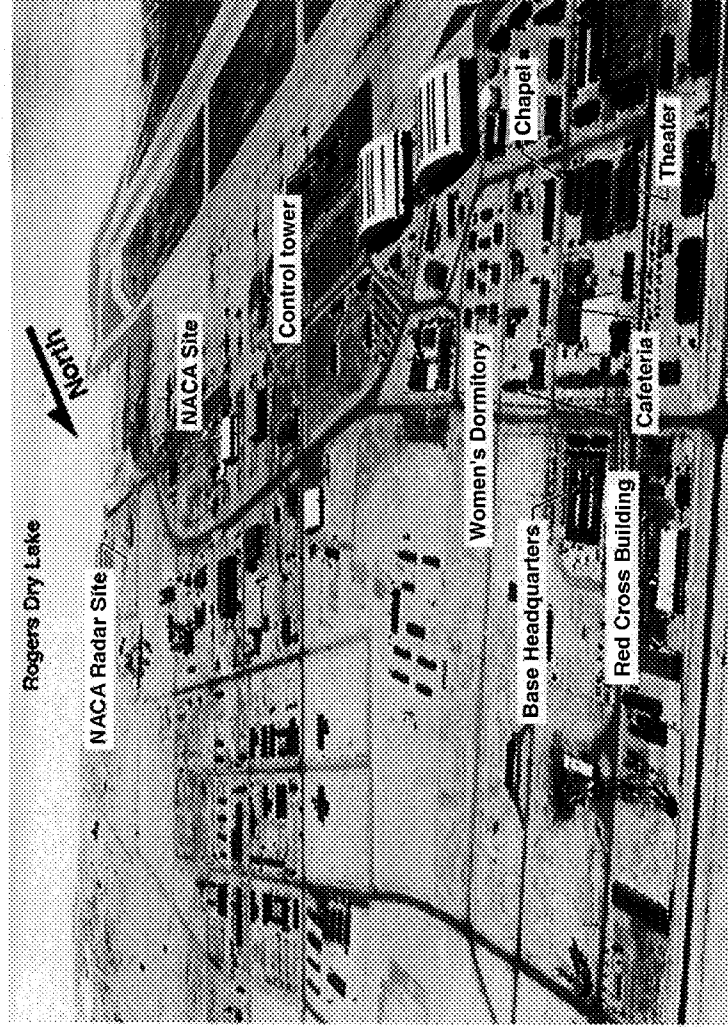 Rogers Dry Lake
North
NACA Radar Site
NACA Site
Control tower
Chapel
Women's Dormitory
Base Headquarters
Red Cross Building
Cafeteria
Theater